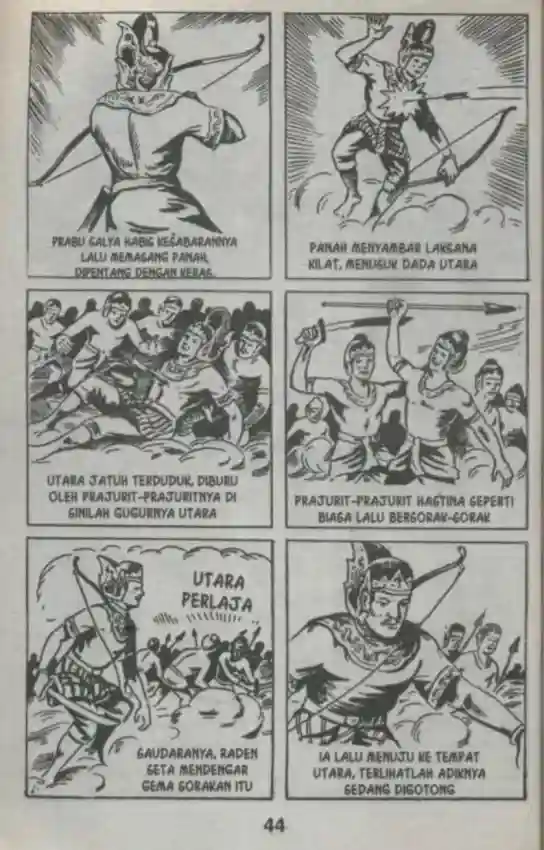 PRABU SALYA HABIS KESABARANNYA
LALU MEMASANG PANAH,
DIPENTANG DENGAN KERAS.
PANAH MENYAMBAR LAKSANA
KILAT, MENUSUK DADA UTARA
UTARA JATUH TERDUDUK, DIBURU
OLEH PRAJURIT-PRAJURITNYA DI
SINILAH GUGURNYA UTARA
PRAJURIT-PRAJURIT HASTINA SEPERTI
BIASA LALU BERSORAK-SORAK
UTARA
PERLAJA
SAUDARANYA, RADEN
SETA MENDENGAR
GEMA SORAKAN ITU
IA LALU MENUJU KE TEMPAT
UTARA, TERLIHATLAH ADIKNYA
SEDANG DIGOTONG
44